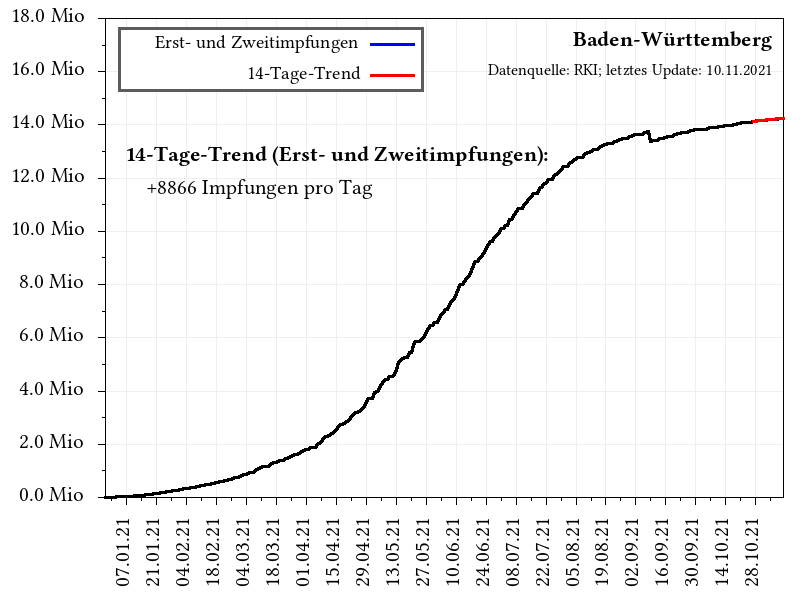 18.0 Mio
16.0 Mio
14.0 Mio
12.0 Mio
10.0 Mio
8.0 Mio
6.0 Mio
4.0 Mio
2.0 Mio
0.0 Mio
Erst- und Zweitimpfungen
14-Tage-Trend
Baden-Württemberg
Datenquelle: RKI; letztes Update: 10.11.2021
14-Tage-Trend (Erst- und Zweitimpfungen):
+8866 Impfungen pro Tag
07.01.21
21.01.21
04.02.21
18.02.21
04.03.21
18.03.21
01.04.21
15.04.21
29.04.21
13.05.21
27.05.21
10.06.21
24.06.21
08.07.21
22.07.21
05.08.21
19.08.21
02.09.21
16.09.21
30.09.21
14.10.21
28.10.21